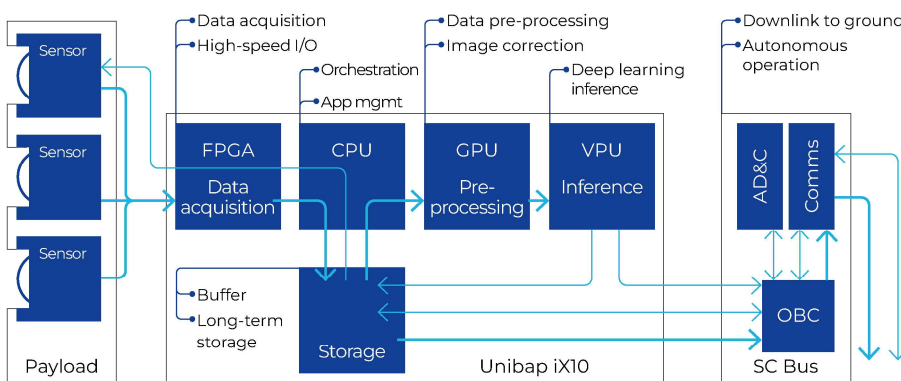 Sensor
Sensor
Sensor
Payload
Data acquisition
High-speed I/O
Orchestration
App mgmt
Data pre-processing
Image correction
Deep learning
inference
FPGA
Data
acquisition
CPU
GPU
Pre-
processing
VPU
Inference
Buffer
Long-term
storage
Storage
Unibap iX10
Downlink to ground
Autonomous
operation
AD&C
Comms
OBC
SC Bus